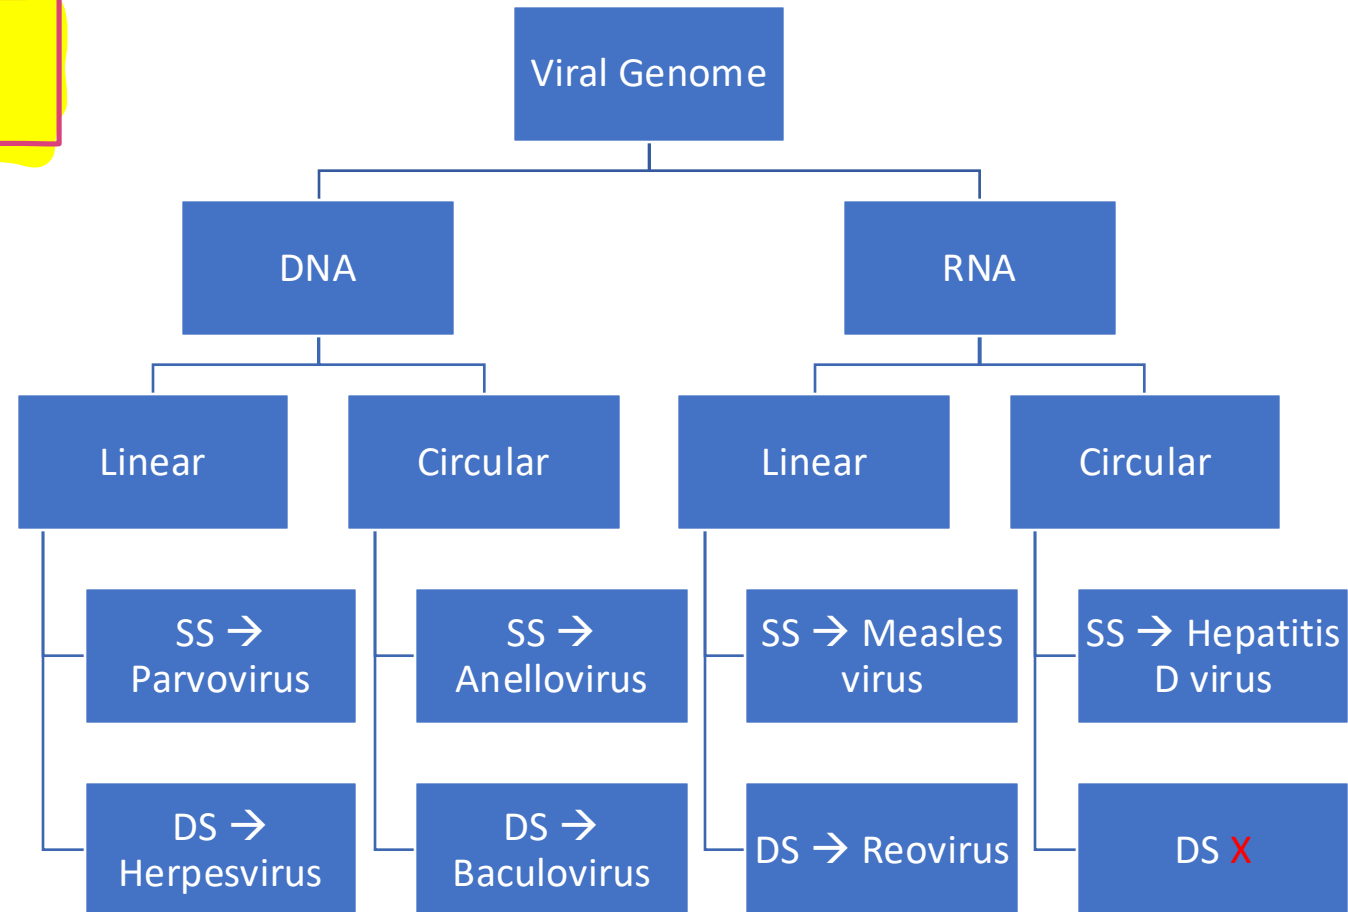 Viral Genome
DNA
RNA
Linear
Circular
Linear
Circular
SS →
Parvovirus
SS →
Anellovirus
SS → Measles
virus
SS → Hepatitis
D virus
DS →
Herpesvirus
DS →
Baculovirus
DS → Reovirus
DS X